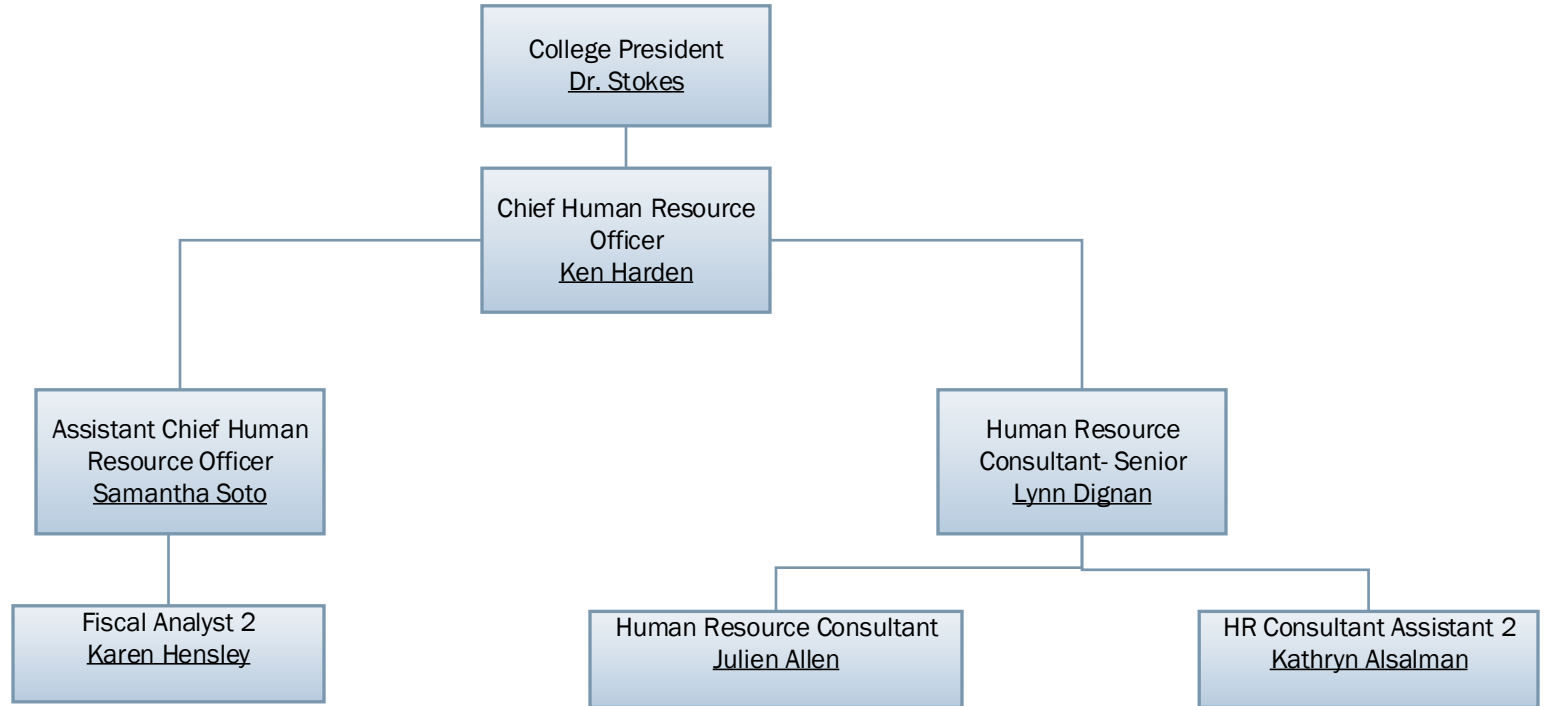 College President
Dr. Stokes
Chief Human Resource
Officer
Ken Harden
Assistant Chief Human
Resource Officer
Samantha Soto
Human Resource
Consultant- Senior
Lynn Dignan
Fiscal Analyst 2
Karen Hensley
Human Resource Consultant
Julien Allen
HR Consultant Assistant 2
Kathryn Alsalman